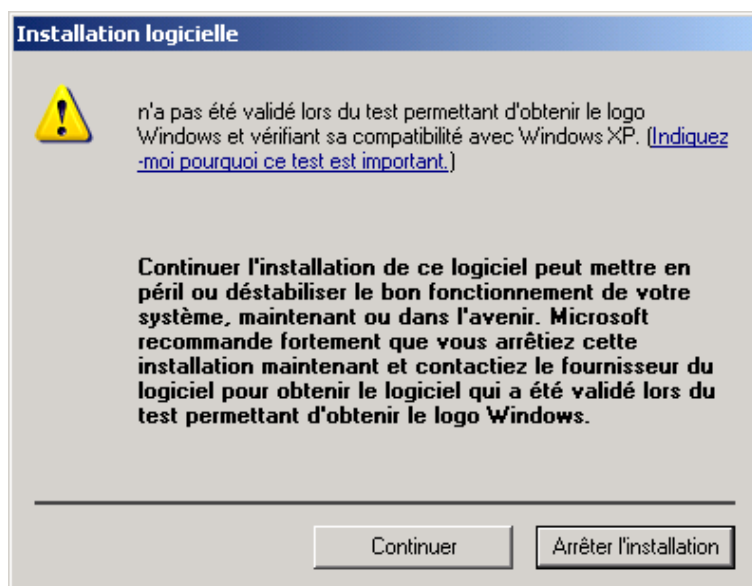 Installation logicielle
n'a pas été validé lors du test permettant d'obtenir le logo
Windows et vérifiant sa compatibilité avec Windows XP. (Indiquez
-moi pourquoi ce test est important.)
Continuer l'installation de ce logiciel peut mettre en
péril ou déstabiliser le bon fonctionnement de votre
système, maintenant ou dans l'avenir. Microsoft
recommande fortement que vous arrêtiez cette
installation maintenant et contactiez le fournisseur du
logiciel pour obtenir le logiciel qui a été validé lors du
test permettant d'obtenir le logo Windows.
Continuer
Arrêter l'installation